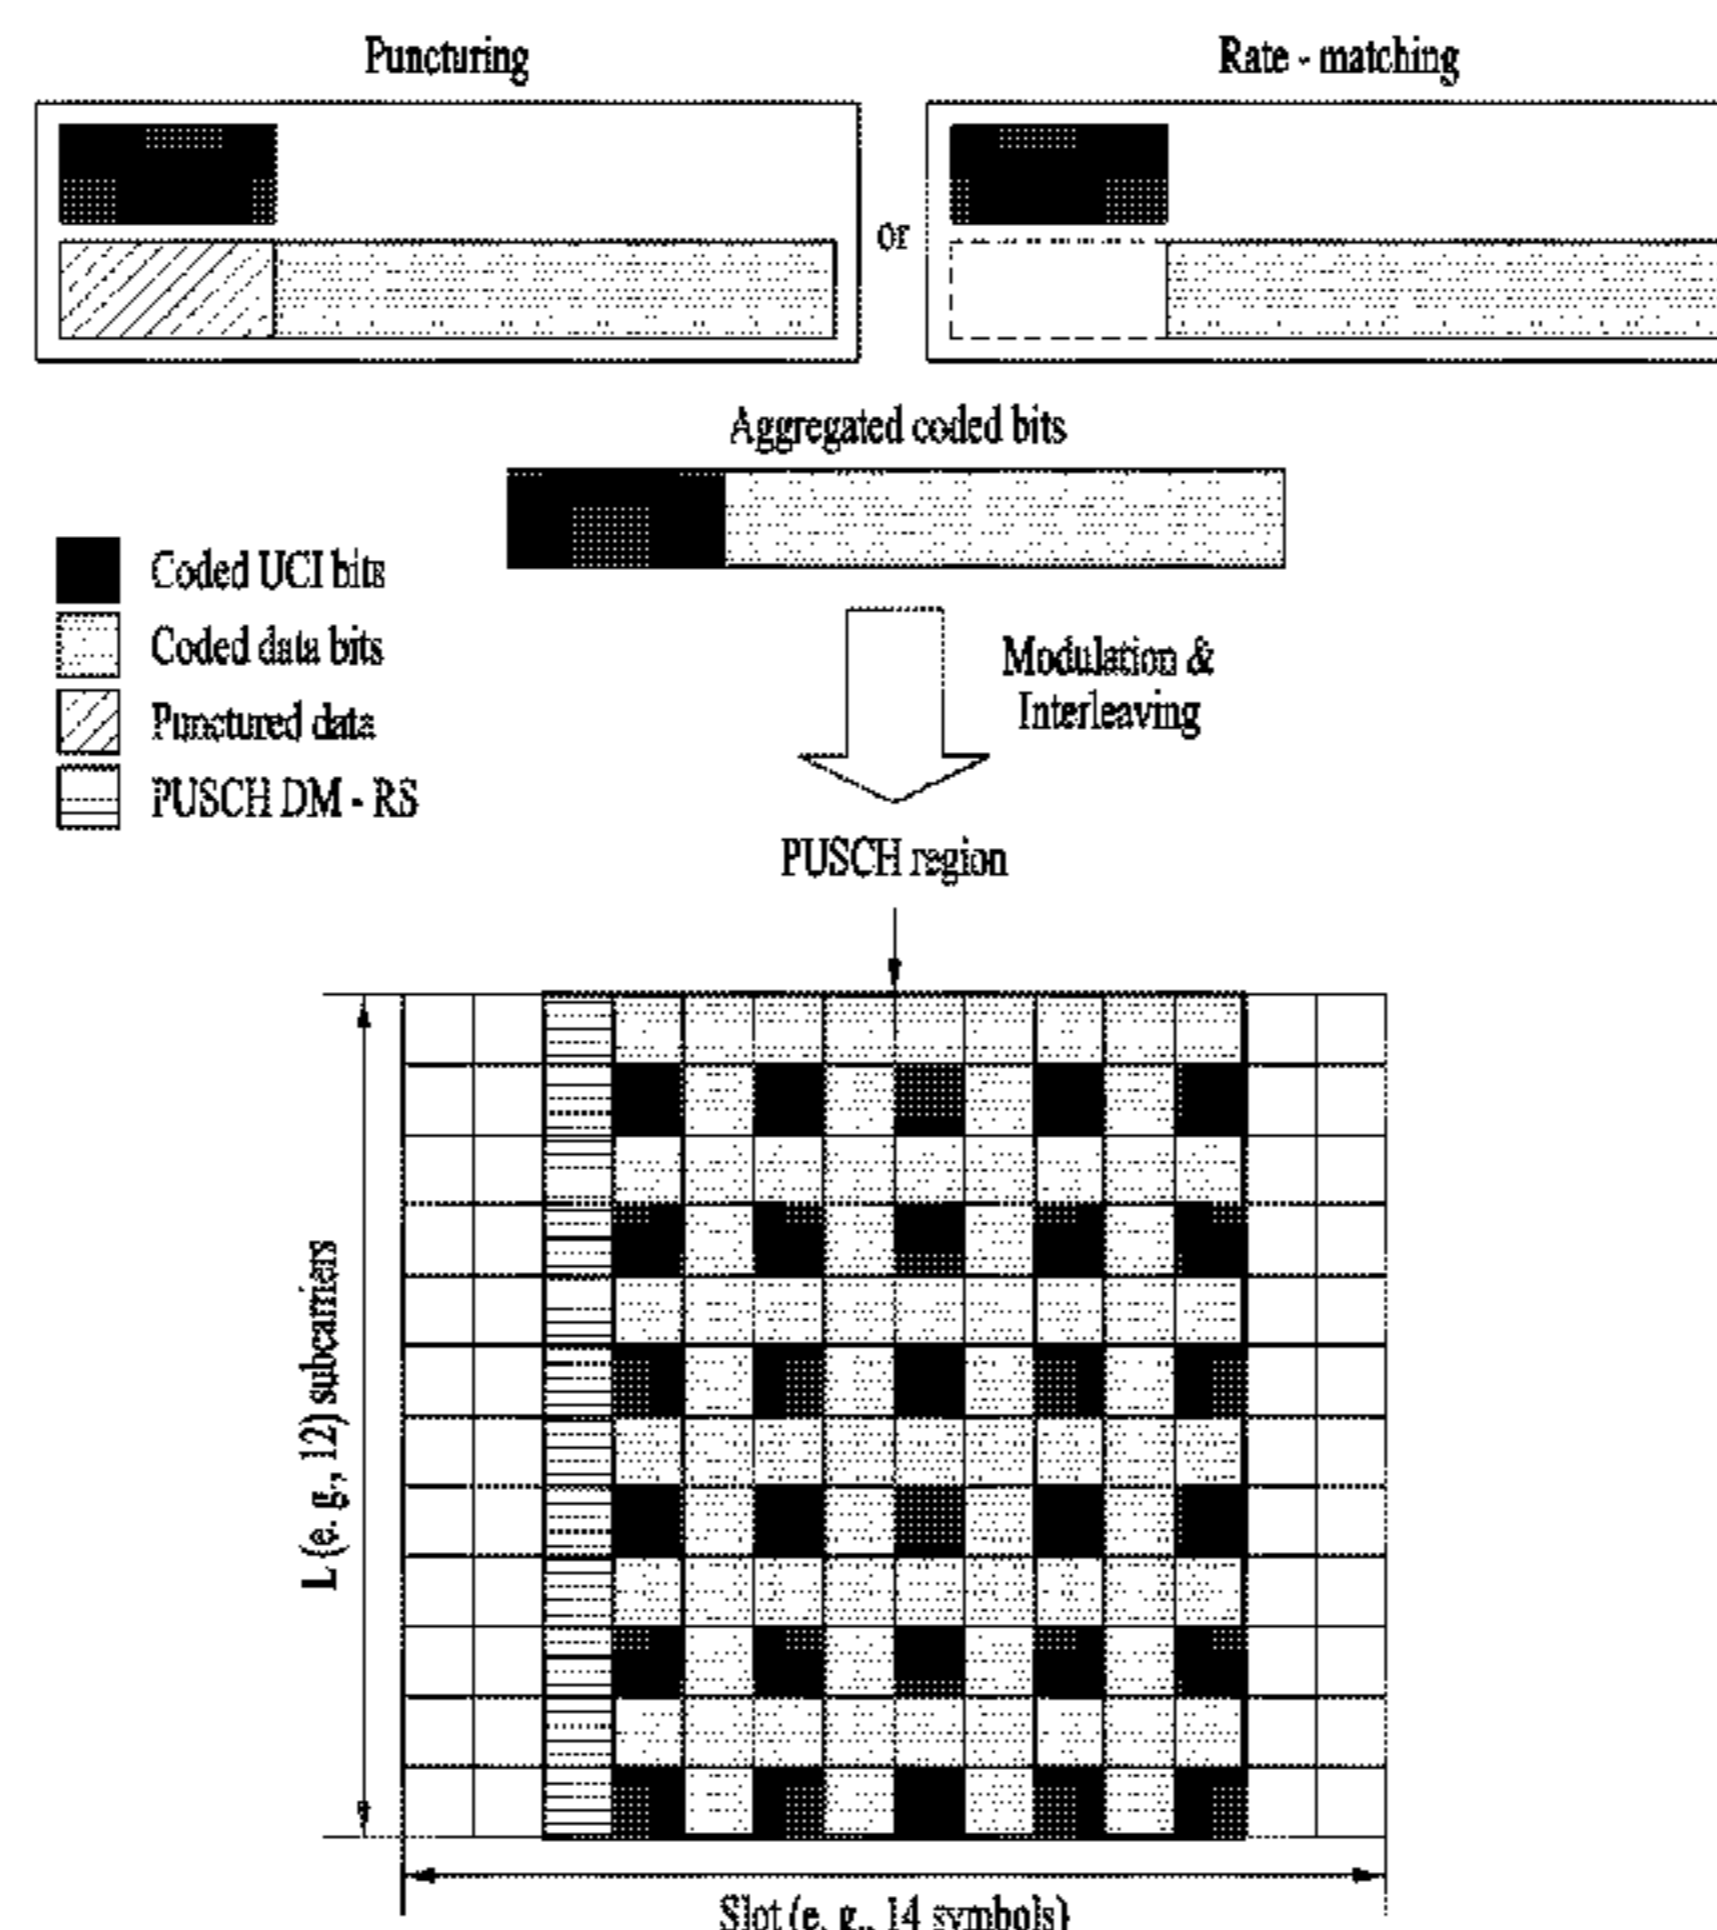 Puncturing
Rate - matching
or
Aggregated coded bits
Coded UCI bits
Coded data bits
Punctured data
PUSCH DM - RS
Modulation &
Interleaving
PUSCH region
L (e. g., 12) subcarriers
Slot (e. g., 14 symbols)